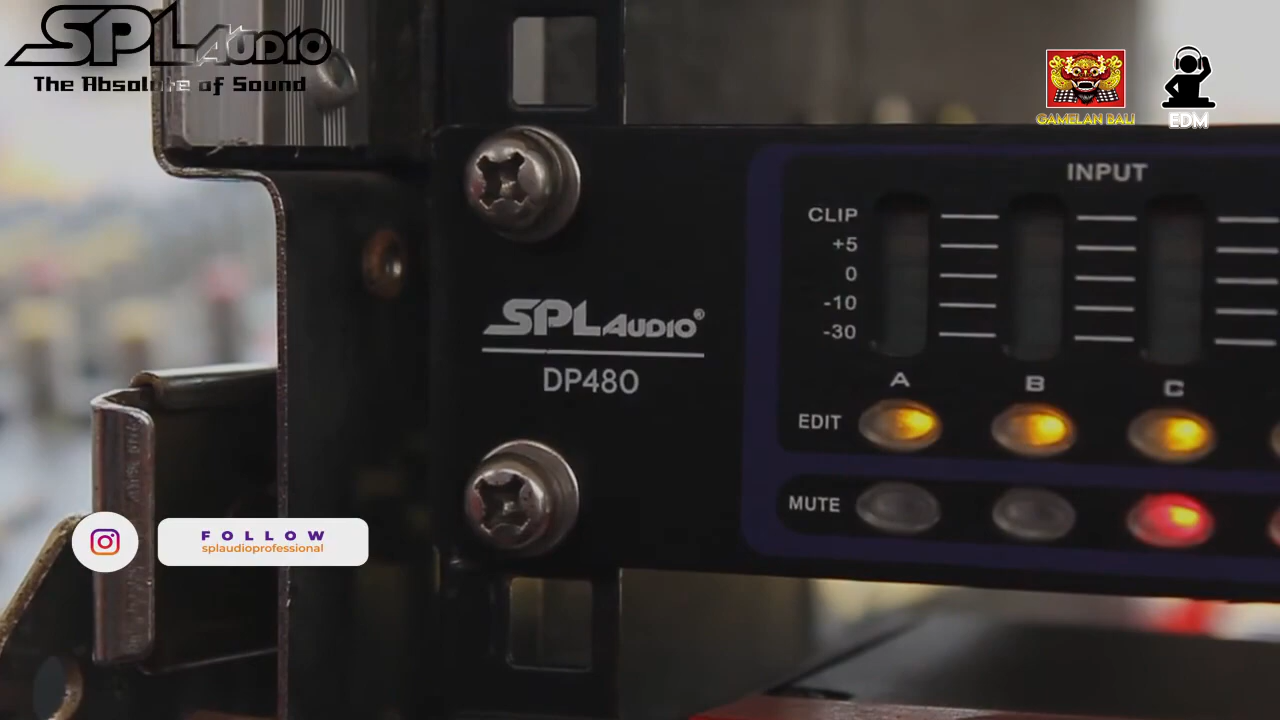 SPL AUDIO
The Absolute of Sound
GAMELAN BALI
EDM
INPUT
CLIP
+5
0
-10
-30
SPL AUDIO®
DP480
A B C
EDIT
MUTE
FOLLOW
splaudioprofessional